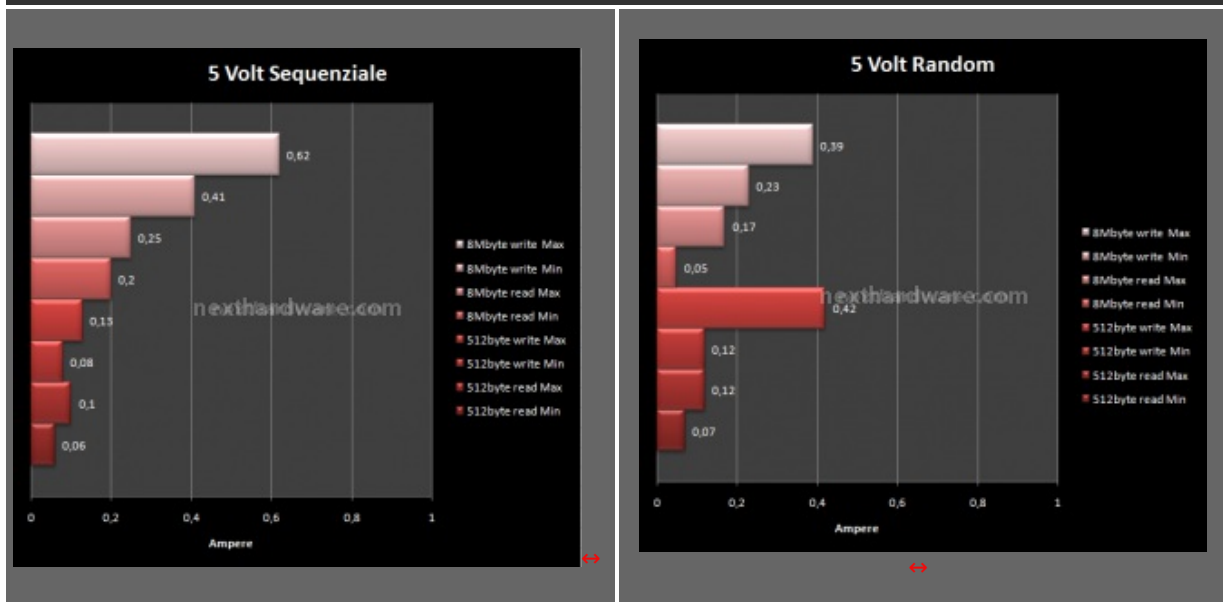 5 Volt Sequenziale
0,62
0,41
0,25
0,2
0,13
0,08
0,1
0,06
nexthardware.com
8Mbyte write Max
8Mbyte write Min
8Mbyte read Max
8Mbyte read Min
512byte write Max
512byte write Min
512byte read Max
512byte read Min
0 0,2 0,4 0,6 0,8 1
Ampere
5 Volt Random
0,39
0,23
0,17
0,05
0,42
0,12
0,12
0,07
nexthardware.com
8Mbyte write Max
8Mbyte write Min
8Mbyte read Max
8Mbyte read Min
512byte write Max
512byte write Min
512byte read Max
512byte read Min
0 0,2 0,4 0,6 0,8 1
Ampere